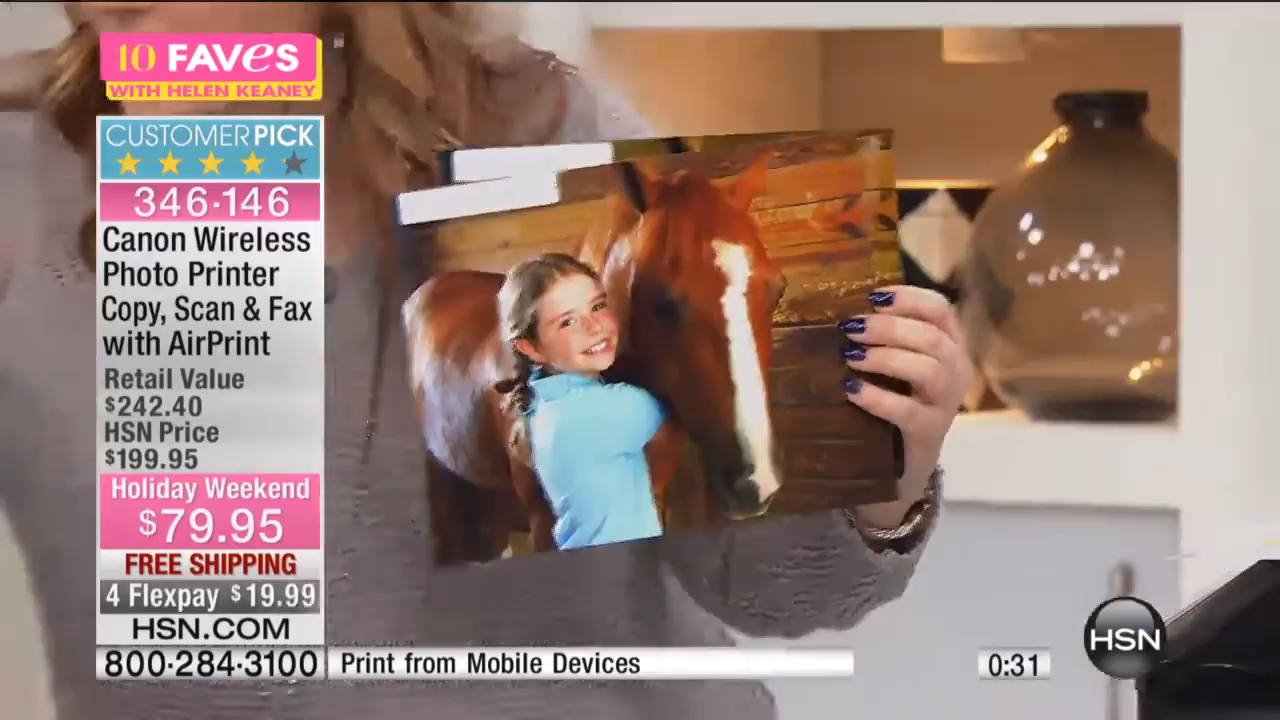 10 FAVES
WITH HELEN KEANEY
CUSTOMER PICK
346-146
Canon Wireless
Photo Printer
Copy, Scan & Fax
with AirPrint
Retail Value
$242.40
HSN Price
$199.95
Holiday Weekend
$79.95
FREE SHIPPING
4 Flexpay $19.99
HSN.COM
800·284·3100
Print from Mobile Devices
0:31
HSN